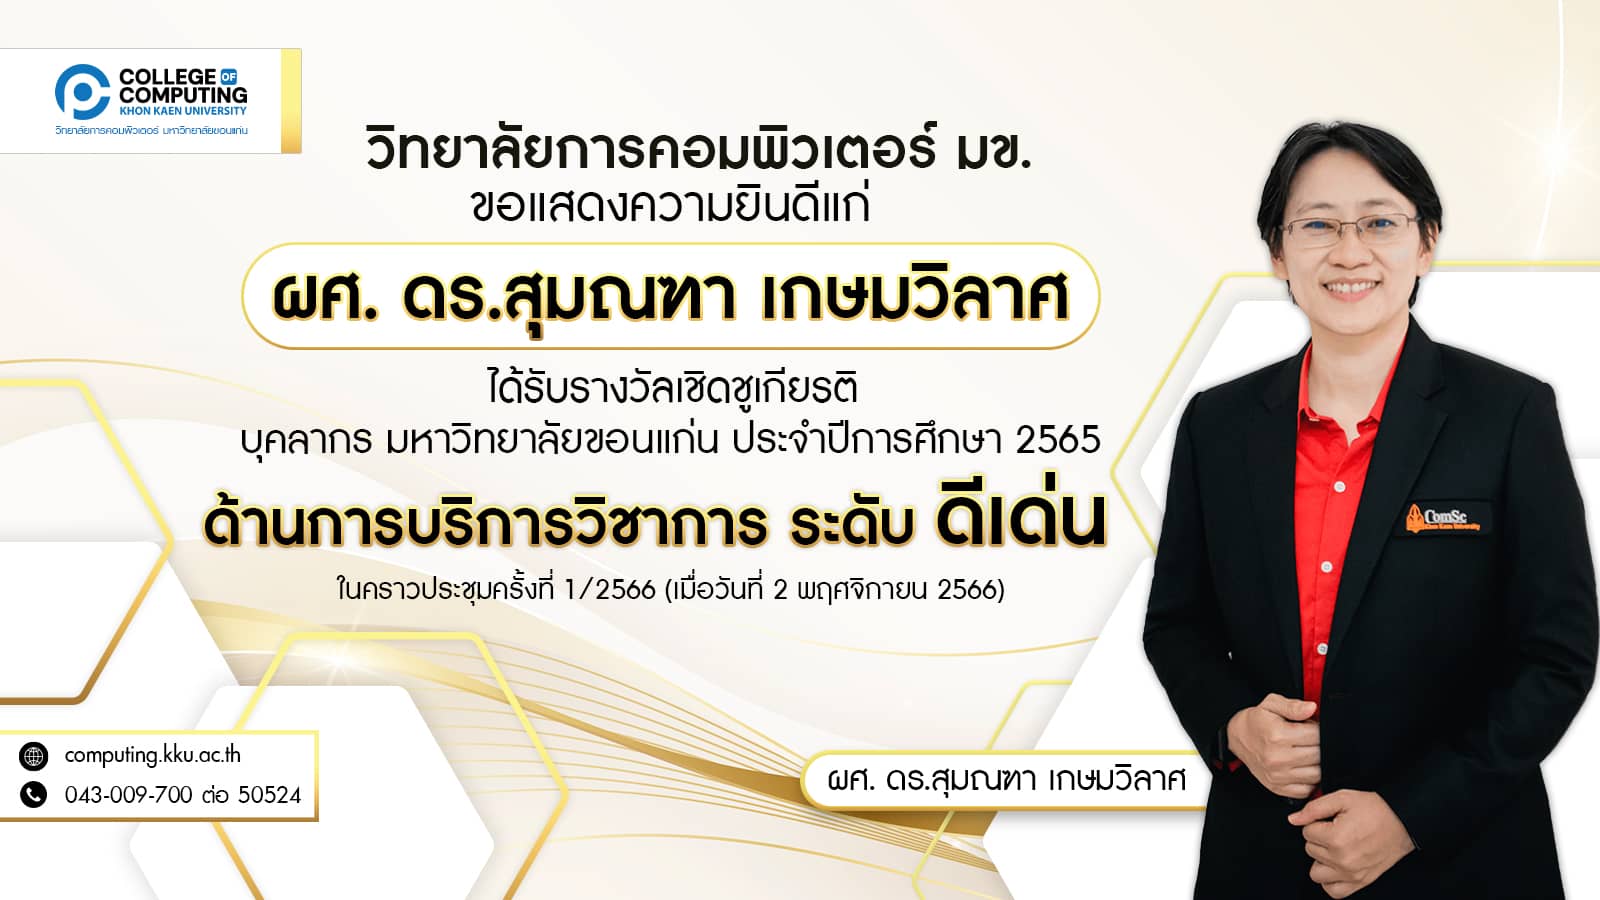 COLLEGE OF
COMPUTING
KHON KAEN UNIVERSITY
วิทยาลัยการคอมพิวเตอร์ มหาวิทยาลัยขอนแก่น
วิทยาลัยการคอมพิวเตอร์ มข.
ขอแสดงความยินดีแก่
ผศ. ดร.สุมณฑา เกษมวิลาศ
ได้รับรางวัลเชิดชูเกียรติ
บุคลากร มหาวิทยาลัยขอนแก่น ประจำปีการศึกษา 2565
ด้านการบริการวิชาการ ระดับ ดีเด่น
ในคราวประชุมครั้งที่ 1/2566 (เมื่อวันที่ 2 พฤศจิกายน 2566)
ComSc
Khon Kaen University
computing.kku.ac.th
043-009-700 ต่อ 50524
ผศ. ดร.สุมณฑา เกษมวิลาศ